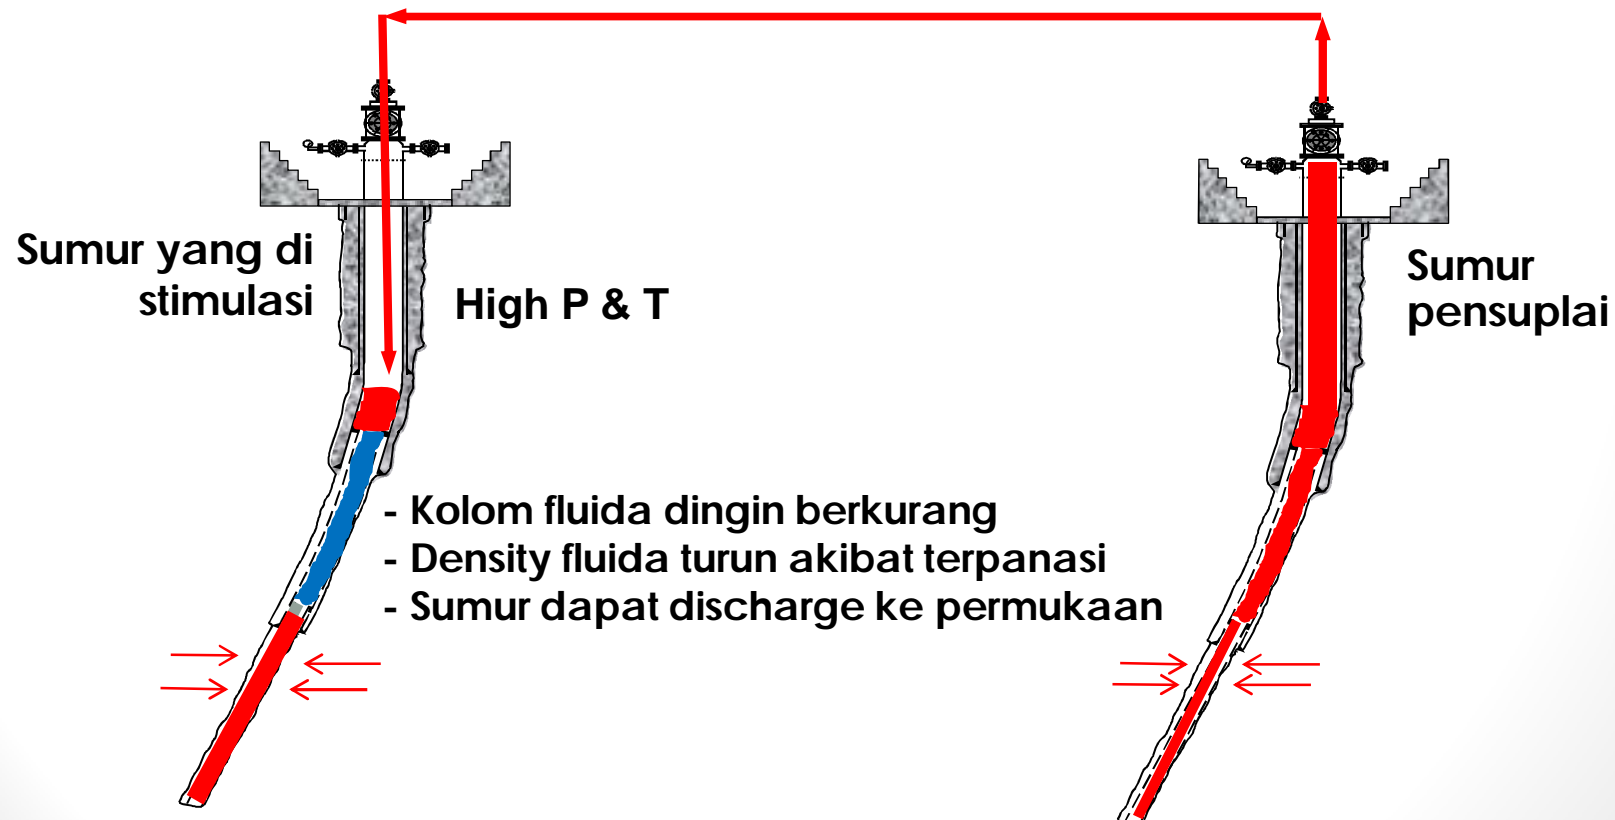 Sumur yang di
stimulasi
High P & T
Sumur
pensuplai
- Kolom fluida dingin berkurang
- Density fluida turun akibat terpanasi
- Sumur dapat discharge ke permukaan